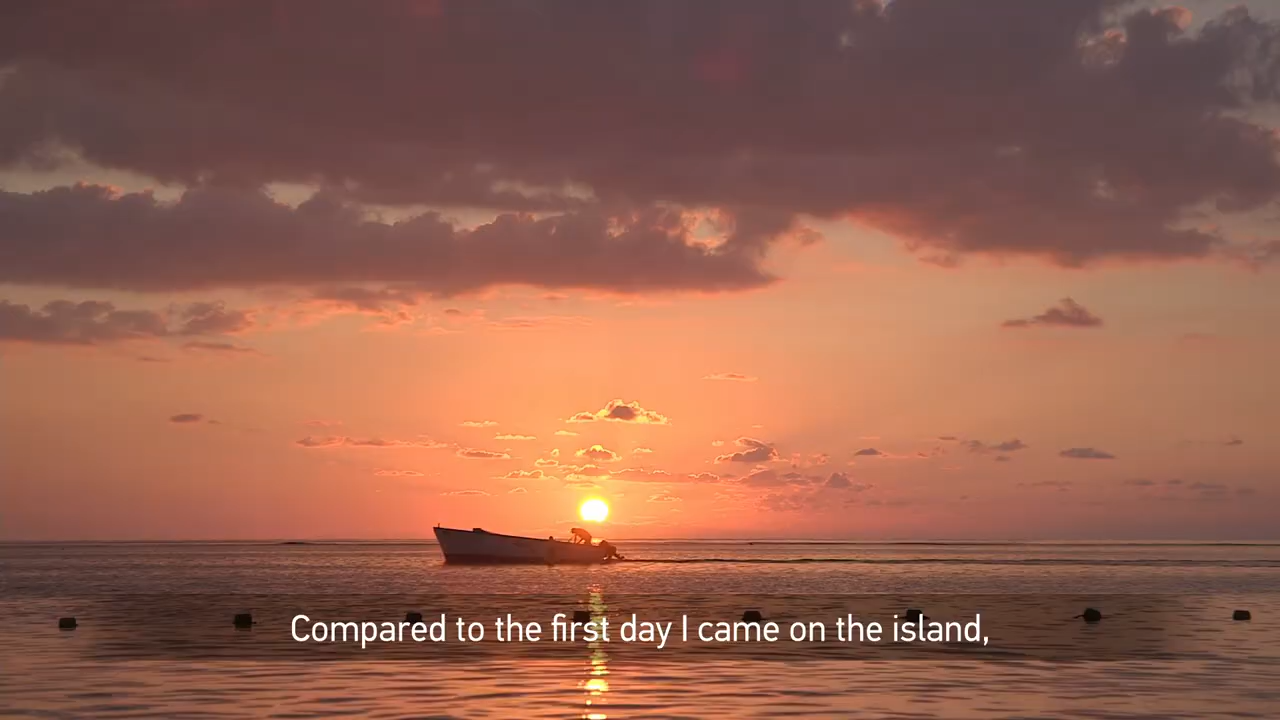 Compared to the first day I came on the island,